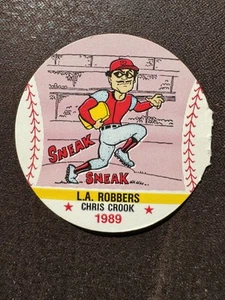 SNEAK
SNEAK
L.A. ROBBERS
CHRIS CROOK
1989